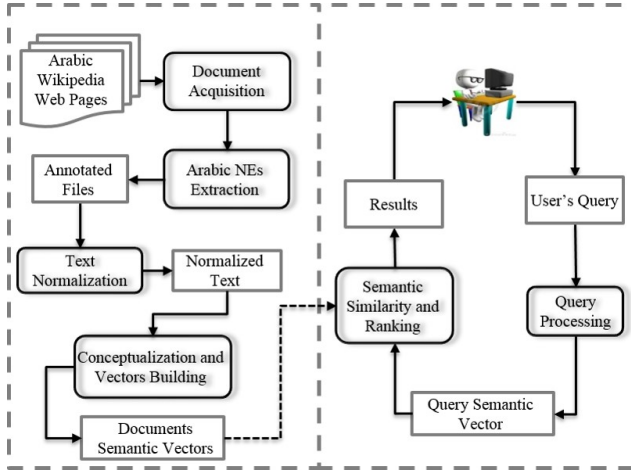 Arabic
Wikipedia
Web Pages
Document
Acquisition
Arabic NEs
Extraction
Annotated
Files
Text
Normalization
Normalized
Text
Conceptualization and
Vectors Building
Documents
Semantic Vectors
Results
User's Query
Semantic
Similarity and
Ranking
Query
Processing
Query Semantic
Vector